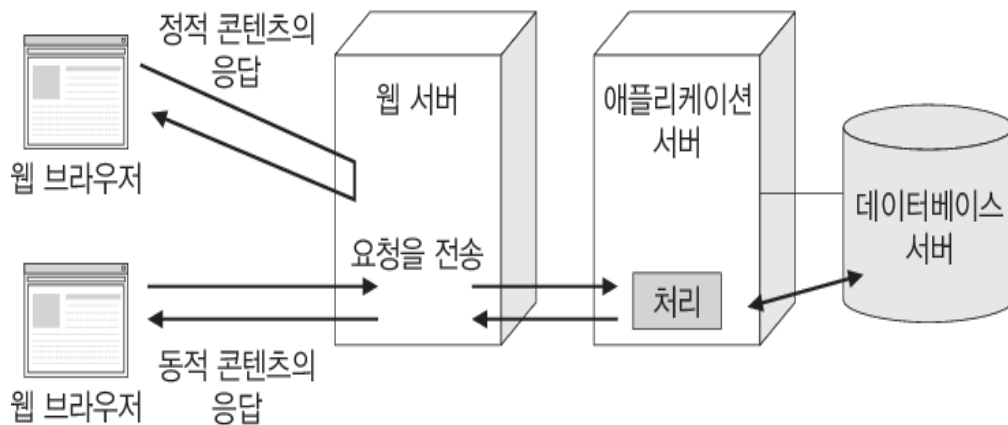 정적 콘텐츠의
응답
웹 브라우저
웹 서버
애플리케이션
서버
데이터베이스
서버
요청을 전송
처리
동적 콘텐츠의
응답
웹 브라우저